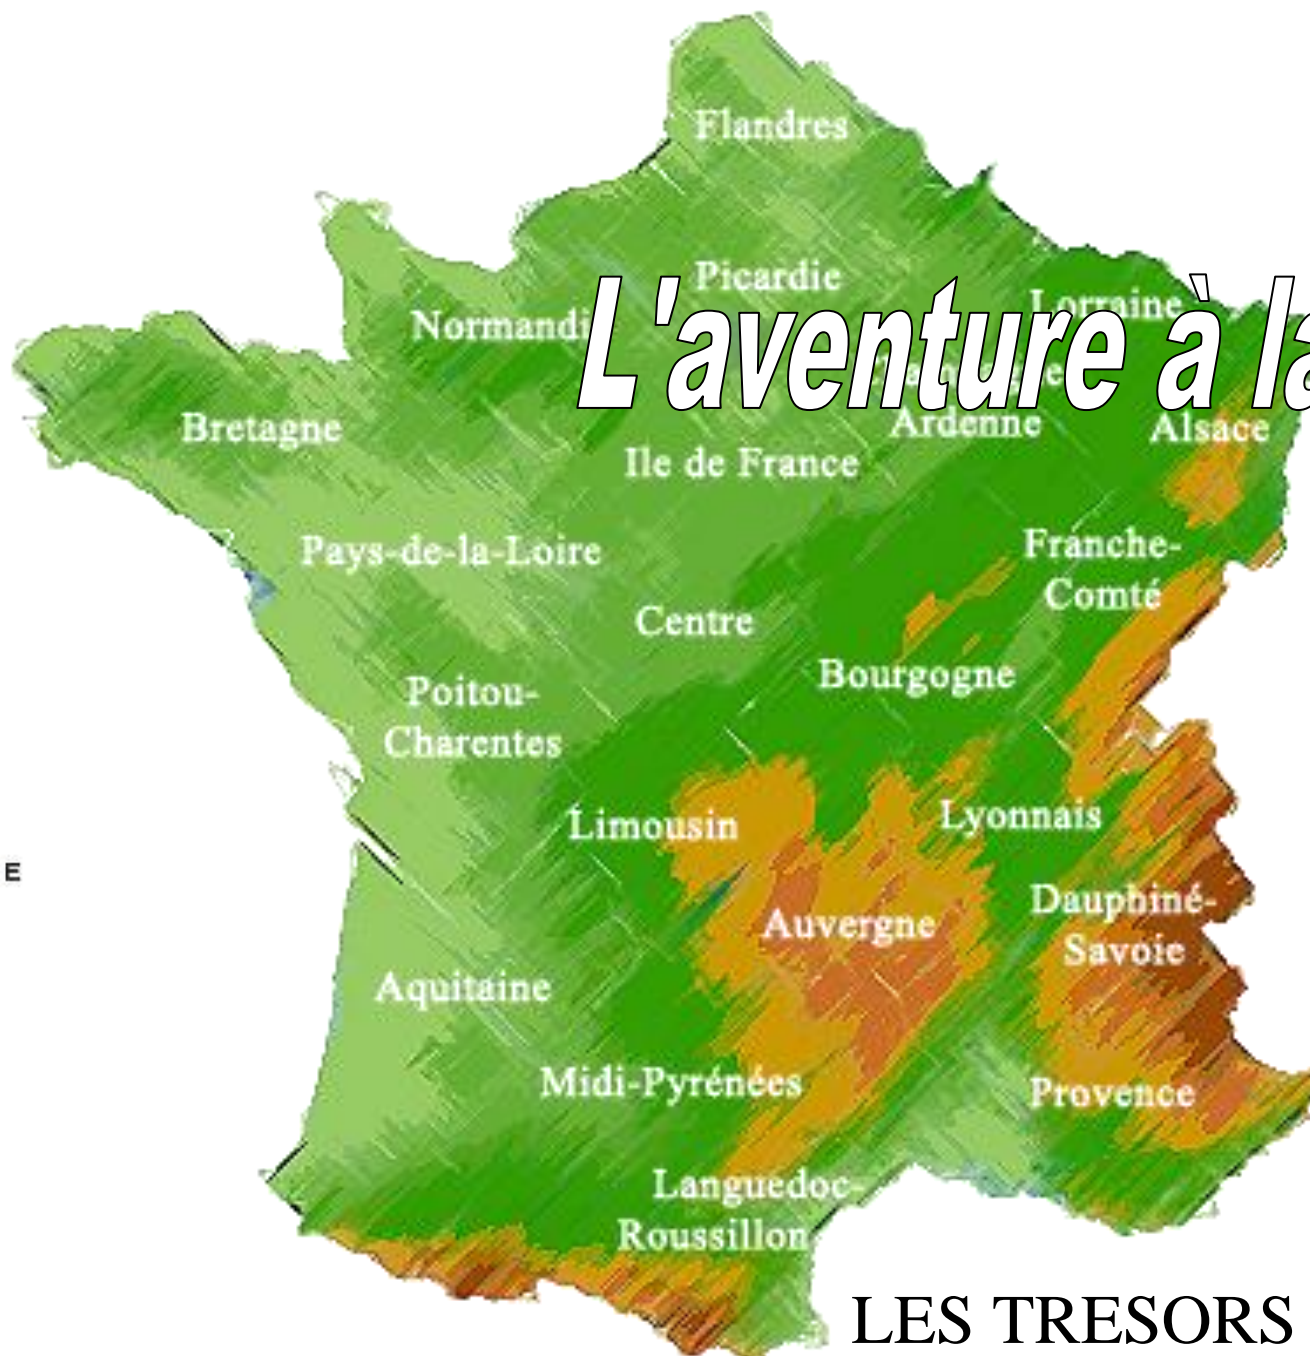 Flandres
Picardie
Lorraine
Normandi
L'aventure à la
Ardenne
Alsace
Bretagne
Ile de France
Pays-de-la-Loire
Franche-
Comté
Centre
Bourgogne
Poitou-
Charentes
Limousin
Lyonnais
E
Dauphiné-
Savoie
Auvergne
Aquitaine
Midi-Pyrénées
Provence
Languedoc-
Roussillon
LES TRESORS